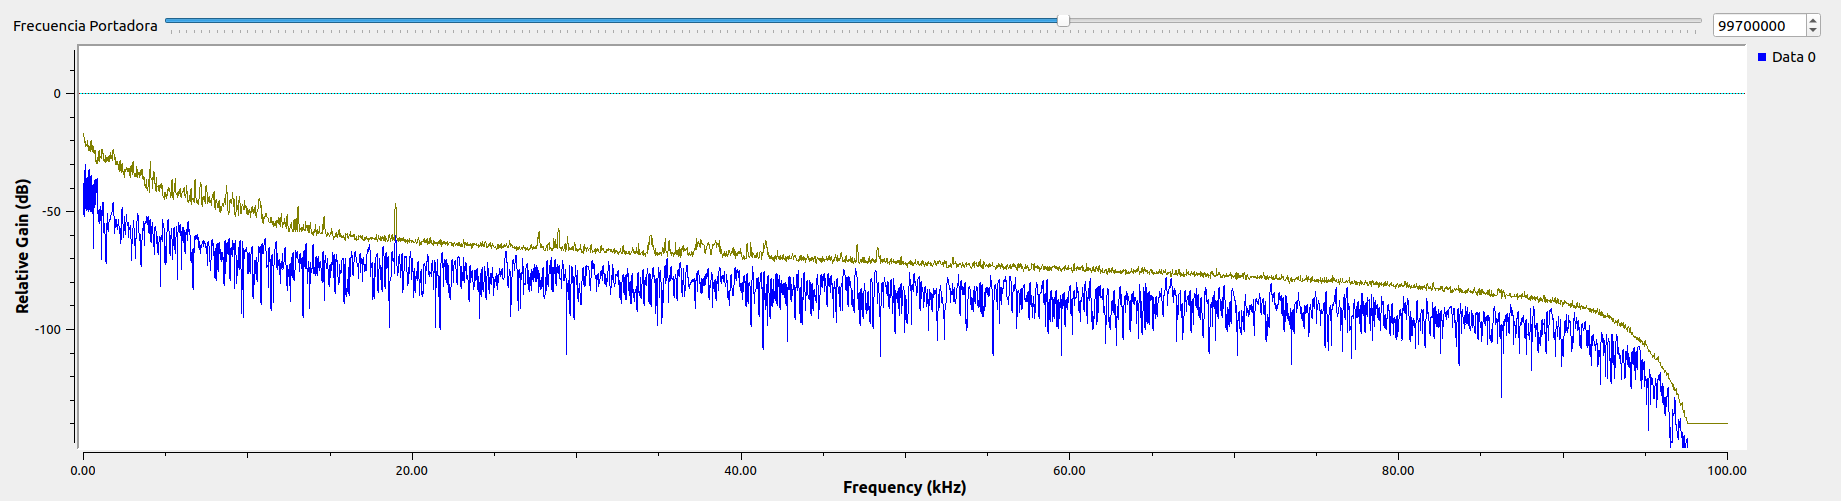 Frecuencia Portadora
99700000
Data 0
Relative Gain (dB)
0
-50
-100
0.00 20.00 40.00 60.00 80.00 100.00
Frequency (kHz)